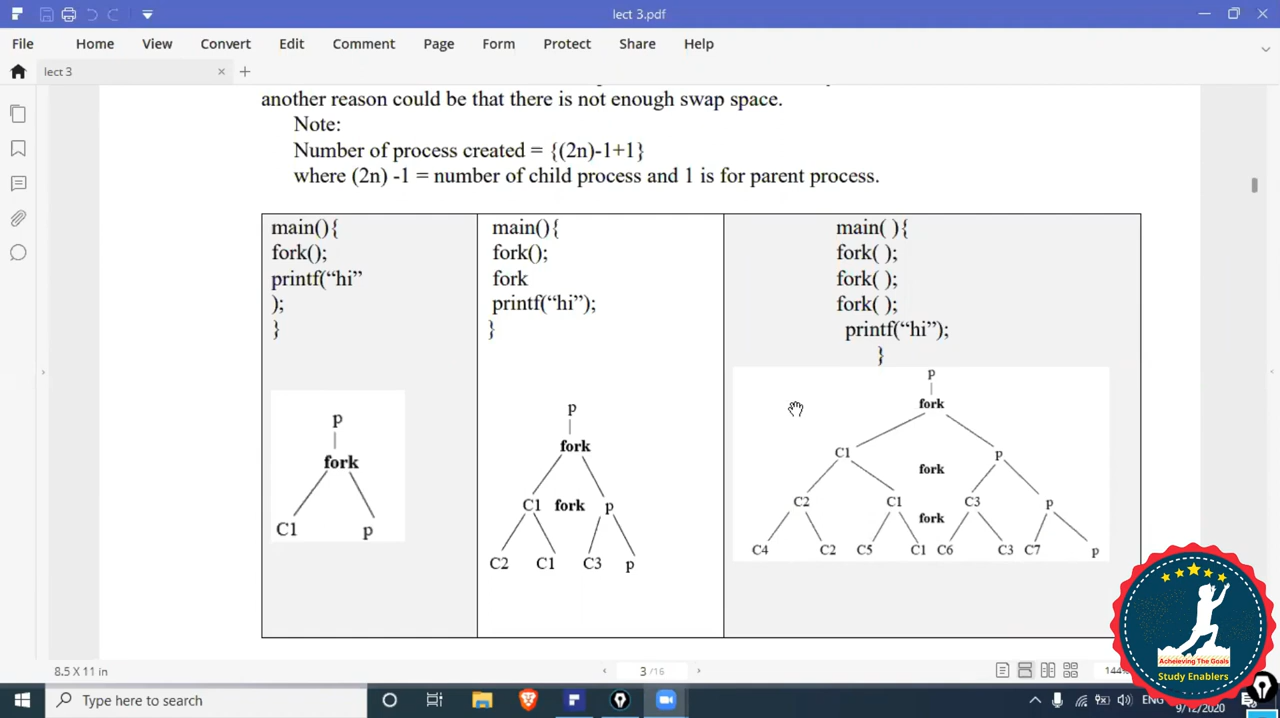 lect 3.pdf
File Home View Convert Edit Comment Page Form Protect Share Help
lect 3
another reason could be that there is not enough swap space.
Note:
Number of process created = {(2n)-1+1}
where (2n) -1 = number of child process and 1 is for parent process.
main(){
fork();
printf(“hi”
);
}
p
fork
C1 p
main(){
fork();
fork
printf(“hi”);
}
p
fork
C1 fork p
C2 C1 C3 p
main( ){
fork( );
fork( );
fork( );
printf(“hi”);
}
p
fork
C1 p
fork
C2 C1 C3 p
fork
C4 C2 C5 C1 C6 C3 C7 p
Acheieving The Goals
Study Enablers
8.5 X 11 in
3 /16
144%
Type here to search
ENG
9/12/2020